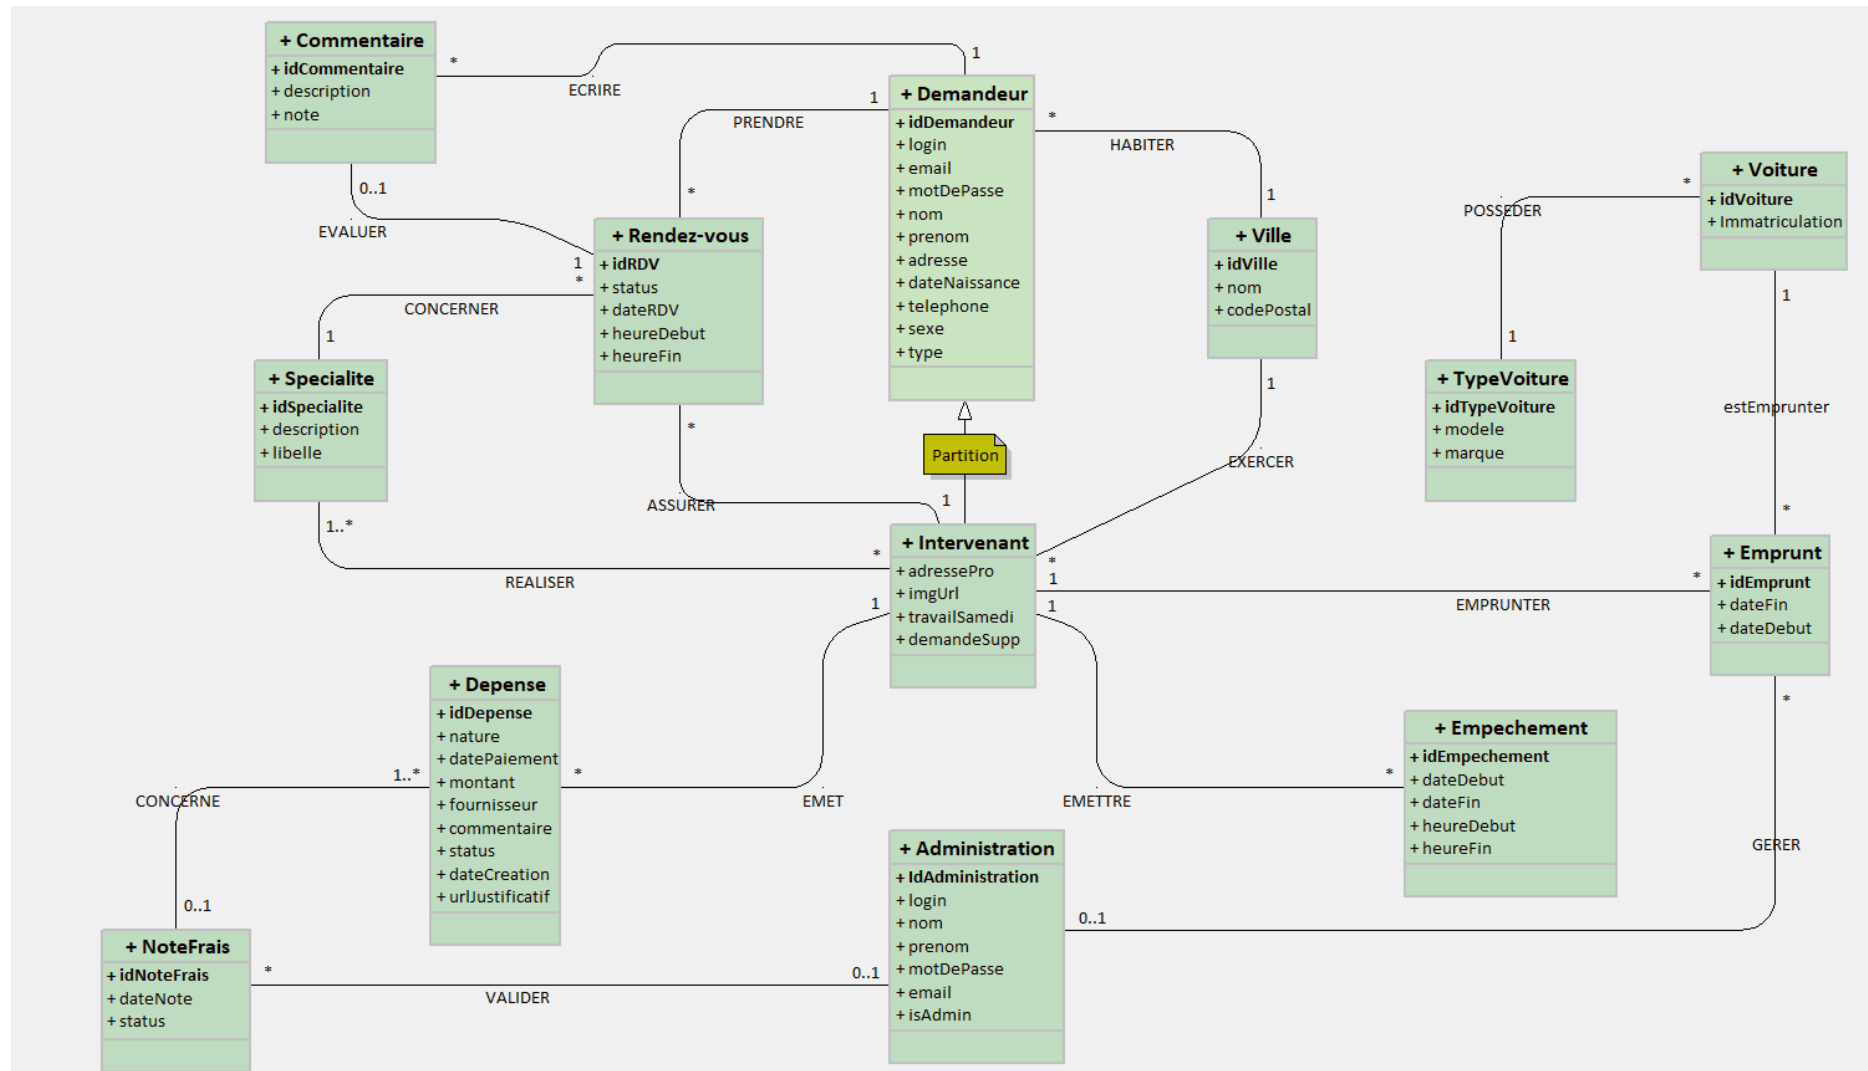 + Commentaire
+ idCommentaire
+ description
+ note
*
ECRIRE
1
+ Demandeur
+ idDemandeur
+ login
+ email
+ motDePasse
+ nom
+ prenom
+ adresse
+ dateNaissance
+ telephone
+ sexe
+ type
1
PRENDRE
*
*
HABITER
1
0..1
EVALUER
1
+ Rendez-vous
+ idRDV
+ status
+ dateRDV
+ heureDebut
+ heureFin
*
CONCERNER
1
+ Ville
+ idVille
+ nom
+ codePostal
1
EXERCER
*
+ Voiture
+ idVoiture
+ Immatriculation
*
POSSEDER
1
+ TypeVoiture
+ idTypeVoiture
+ modele
+ marque
1
estEmprunter
*
+ Specialite
+ idSpecialite
+ description
+ libelle
1..*
REALISER
*
*
ASSURER
1
Partition
+ Intervenant
+ adressePro
+ imgUrl
+ travailSamedi
+ demandeSupp
1
EMPRUNTER
*
+ Emprunt
+ idEmprunt
+ dateFin
+ dateDebut
*
GERER
0..1
1
EMET
*
1
EMETTRE
*
+ Depense
+ idDepense
+ nature
+ datePaiement
+ montant
+ fournisseur
+ commentaire
+ status
+ dateCreation
+ urlJustificatif
1..*
CONCERNE
0..1
+ Empechement
+ idEmpechement
+ dateDebut
+ dateFin
+ heureDebut
+ heureFin
+ Administration
+ IdAdministration
+ login
+ nom
+ prenom
+ motDePasse
+ email
+ isAdmin
+ NoteFrais
+ idNoteFrais
+ dateNote
+ status
*
VALIDER
0..1